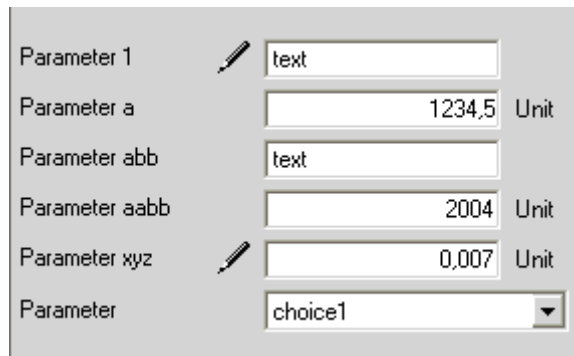 Parameter 1 text
Parameter a 1234,5 Unit
Parameter abb text
Parameter aabb 2004 Unit
Parameter xyz 0,007 Unit
Parameter choice1